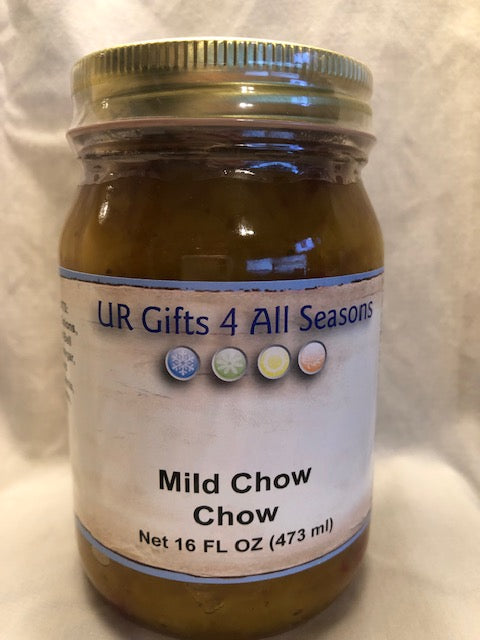 UR Gifts 4 All Seasons
Mild Chow
Chow
Net 16 FL OZ (473 ml)